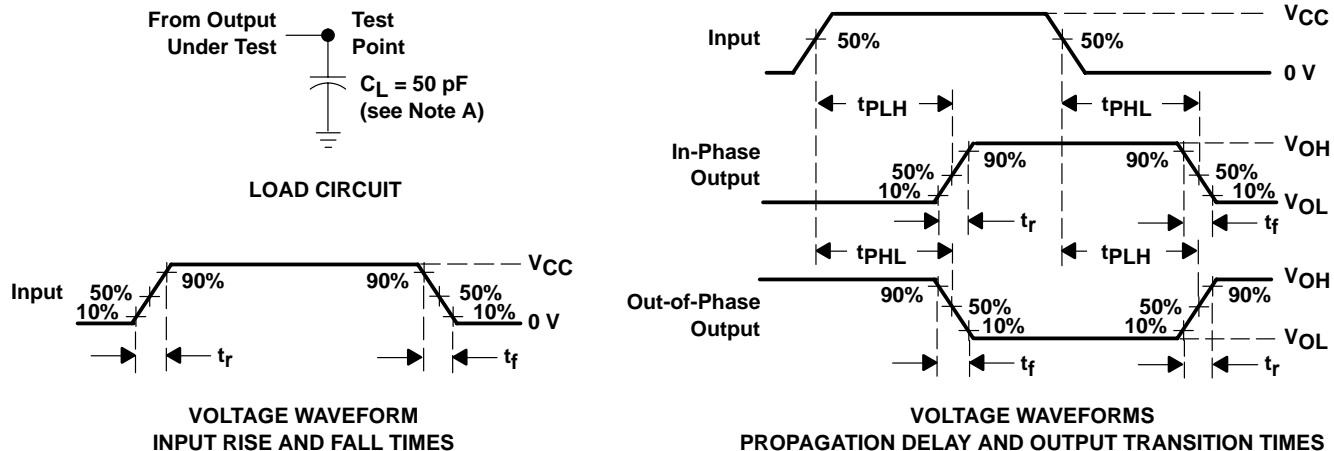 From Output
Under Test
Test
Point
CL = 50 pF
(see Note A)
LOAD CIRCUIT
Input
50%
10%
90%
90%
50%
10%
VCC
0 V
tr
tf
VOLTAGE WAVEFORM
INPUT RISE AND FALL TIMES
Input
50%
50%
VCC
0 V
tPLH
tPHL
In-Phase
Output
50%
10%
90%
90%
50%
10%
VOH
VOL
tr
tf
tPHL
tPLH
Out-of-Phase
Output
90%
50%
10%
50%
10%
90%
VOH
VOL
tf
tr
VOLTAGE WAVEFORMS
PROPAGATION DELAY AND OUTPUT TRANSITION TIMES